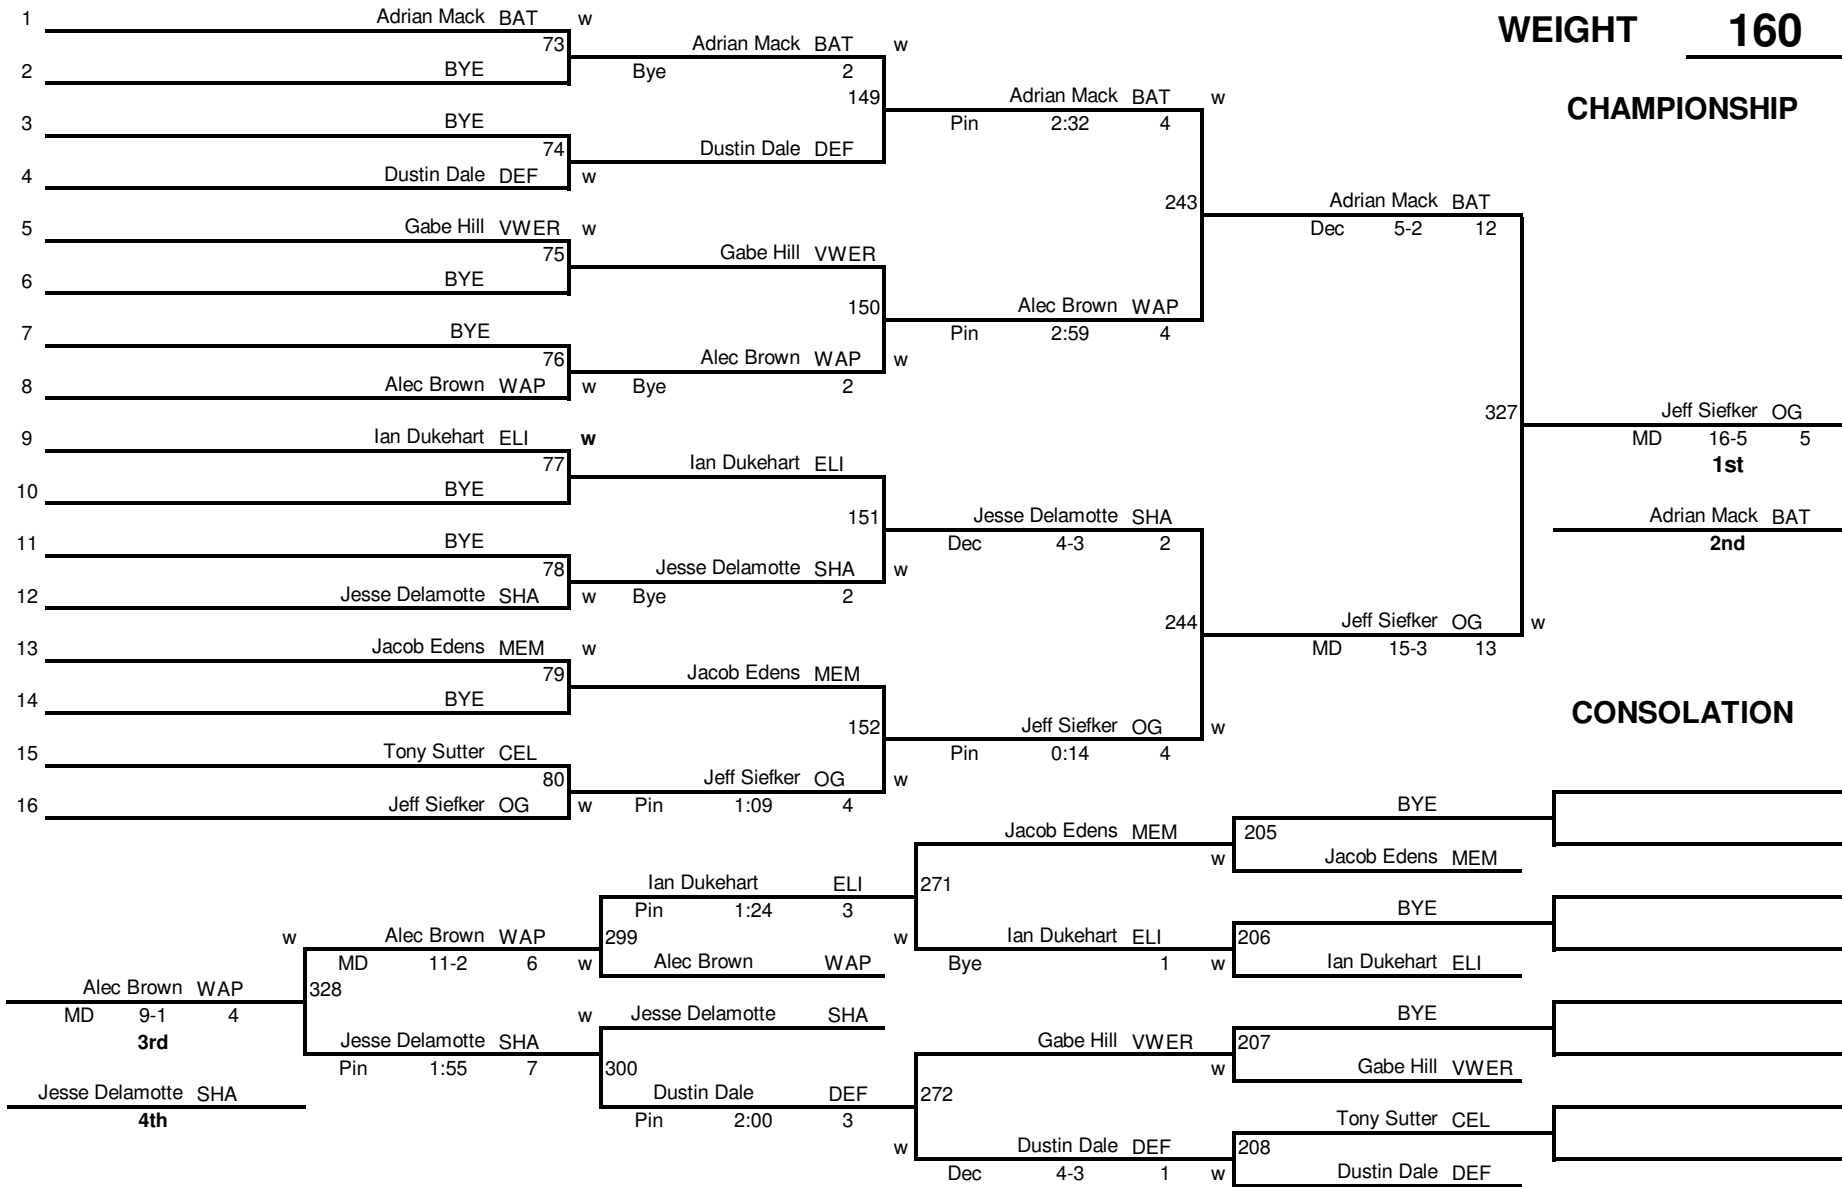 1 Adrian Mack BAT w
WEIGHT 160
73 Adrian Mack BAT w
2 BYE Bye 2
149 Adrian Mack BAT w
CHAMPIONSHIP
3 BYE Pin 2:32 4
74 Dustin Dale DEF
4 Dustin Dale DEF w
243 Adrian Mack BAT
5 Gabe Hill VWER w Dec 5-2 12
75 Gabe Hill VWER
6 BYE
150 Alec Brown WAP
7 BYE Pin 2:59 4
76 Alec Brown WAP w
8 Alec Brown WAP w Bye 2
327 Jeff Siefker OG
9 Ian Dukehart ELI w MD 16-5 5
77 Ian Dukehart ELI 1st
10 BYE
151 Jesse Delamotte SHA Adrian Mack BAT
11 BYE Dec 4-3 2 2nd
78 Jesse Delamotte SHA w
12 Jesse Delamotte SHA w Bye 2
244 Jeff Siefker OG w
13 Jacob Edens MEM w MD 15-3 13
79 Jacob Edens MEM
14 BYE
CONSOLATION
152 Jeff Siefker OG w
15 Tony Sutter CEL Pin 0:14 4
80 Jeff Siefker OG w
16 Jeff Siefker OG w Pin 1:09 4 BYE
Jacob Edens MEM 205
w Jacob Edens MEM
Ian Dukehart ELI 271
Pin 1:24 3 BYE
w Alec Brown WAP 299 w Ian Dukehart ELI 206
MD 11-2 6 w Alec Brown WAP Bye 1 w Ian Dukehart ELI
Alec Brown WAP 328
MD 9-1 4 w Jesse Delamotte SHA BYE
3rd Jesse Delamotte SHA Gabe Hill VWER 207
Pin 1:55 7 300 w Gabe Hill VWER
Jesse Delamotte SHA Dustin Dale DEF 272
4th Pin 2:00 3 Tony Sutter CEL
w Dustin Dale DEF 208
Dec 4-3 1 w Dustin Dale DEF